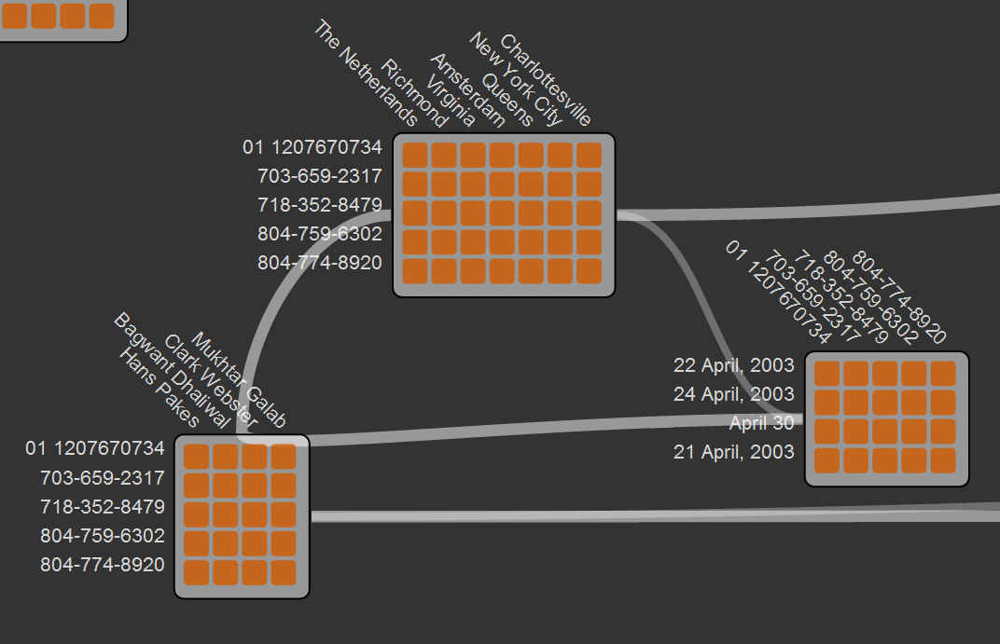 The Netherlands
Richmond
Virginia
Amsterdam
Queens
New York City
Charlottesville
01 1207670734
703-659-2317
718-352-8479
804-759-6302
804-774-8920
01 1207670734
703-659-2317
718-352-8479
804-759-6302
804-774-8920
22 April, 2003
24 April, 2003
April 30
21 April, 2003
Hans Pakes
Bagwant Dhaliwal
Clark Webster
Mukhtar Galab
01 1207670734
703-659-2317
718-352-8479
804-759-6302
804-774-8920